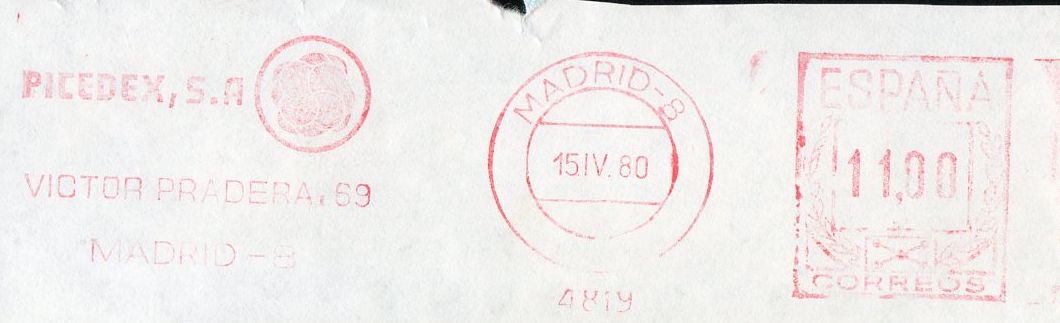 PICEDEX, S.A
VICTOR PRADERA, 69
MADRID - 8
MADRID - 8
15.IV. 80
4819
ESPAÑA
11,00
CORREOS